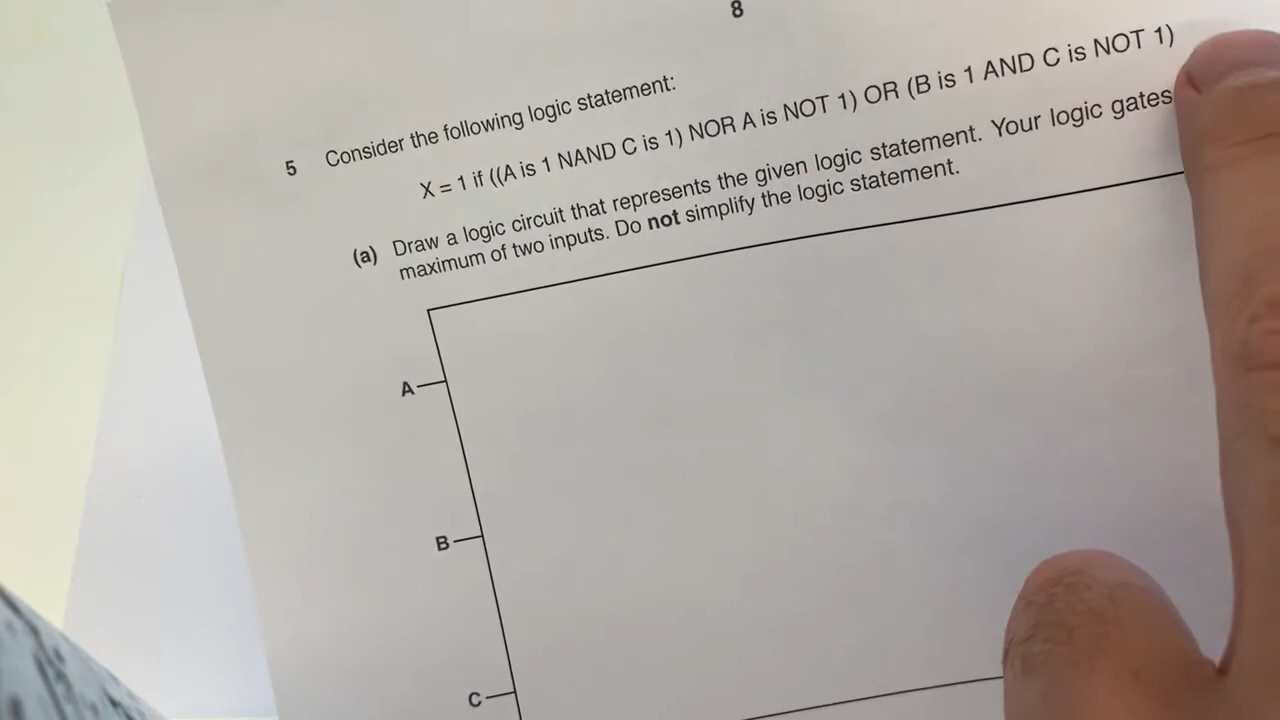 8
5 Consider the following logic statement:
X = 1 if ((A is 1 NAND C is 1) NOR A is NOT 1) OR (B is 1 AND C is NOT 1)
(a) Draw a logic circuit that represents the given logic statement. Your logic gates
maximum of two inputs. Do not simplify the logic statement.
A
B
C